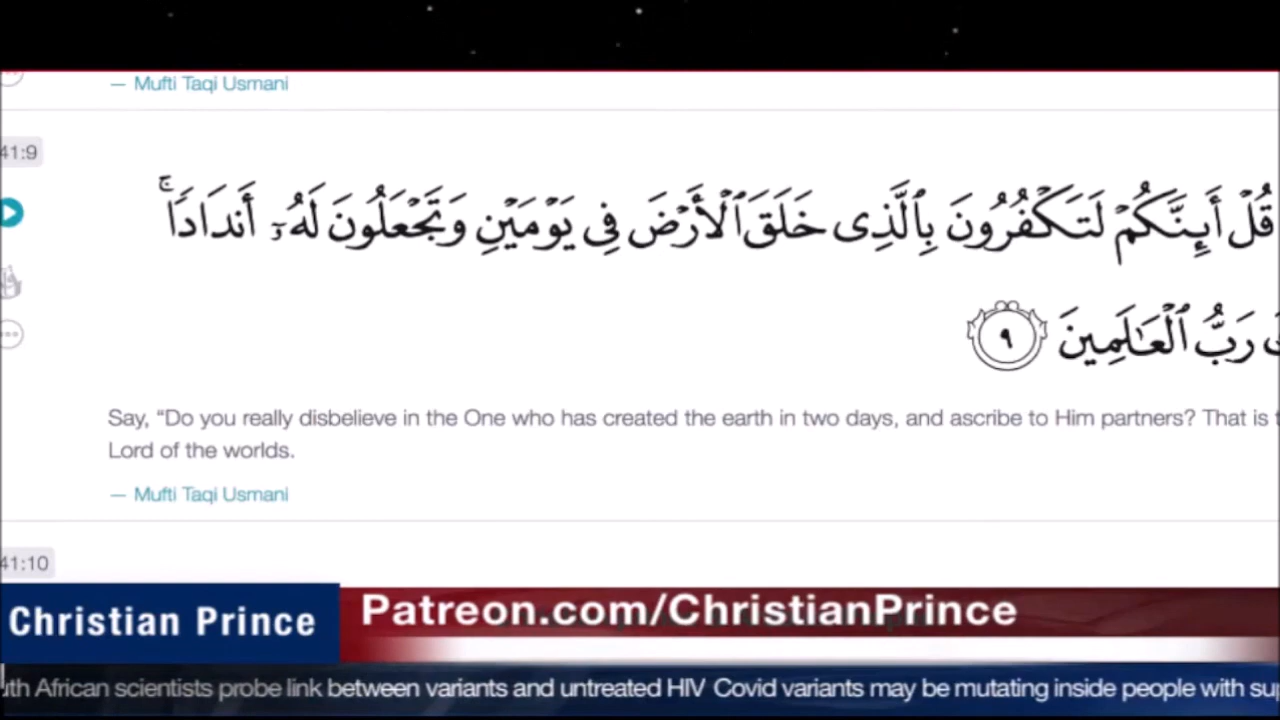 — Mufti Taqi Usmani
41:9
قُلْ أَئِنَّكُمْ لَتَكْفُرُونَ بِٱلَّذِى خَلَقَ ٱلْأَرْضَ فِى يَوْمَيْنِ وَتَجْعَلُونَ لَهُۥٓ أَندَادًا ۚ
رَبُّ ٱلْعَـٰلَمِينَ ٩
Say, “Do you really disbelieve in the One who has created the earth in two days, and ascribe to Him partners? That is
Lord of the worlds.
— Mufti Taqi Usmani
41:10
Christian Prince
Patreon.com/ChristianPrince
African scientists probe link between variants and untreated HIV Covid variants may be mutating inside people with